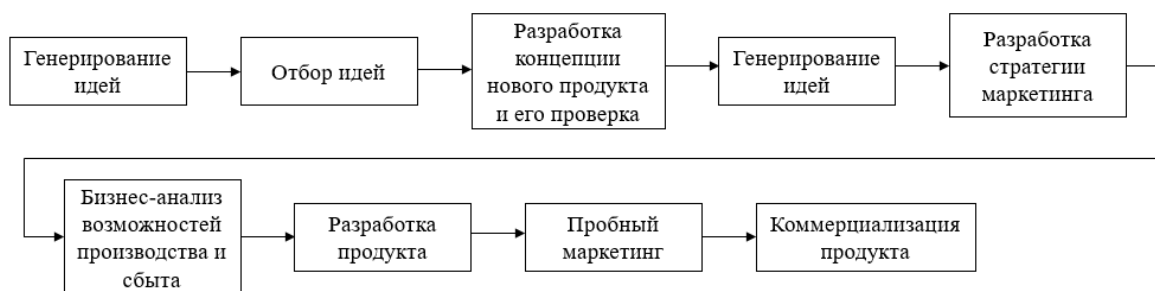 Генерирование
идей
Отбор идей
Разработка
концепции
нового продукта
и его проверка
Генерирование
идей
Разработка
стратегии
маркетинга
Бизнес-анализ
возможностей
производства и
сбыта
Разработка
продукта
Пробный
маркетинг
Коммерциализация
продукта